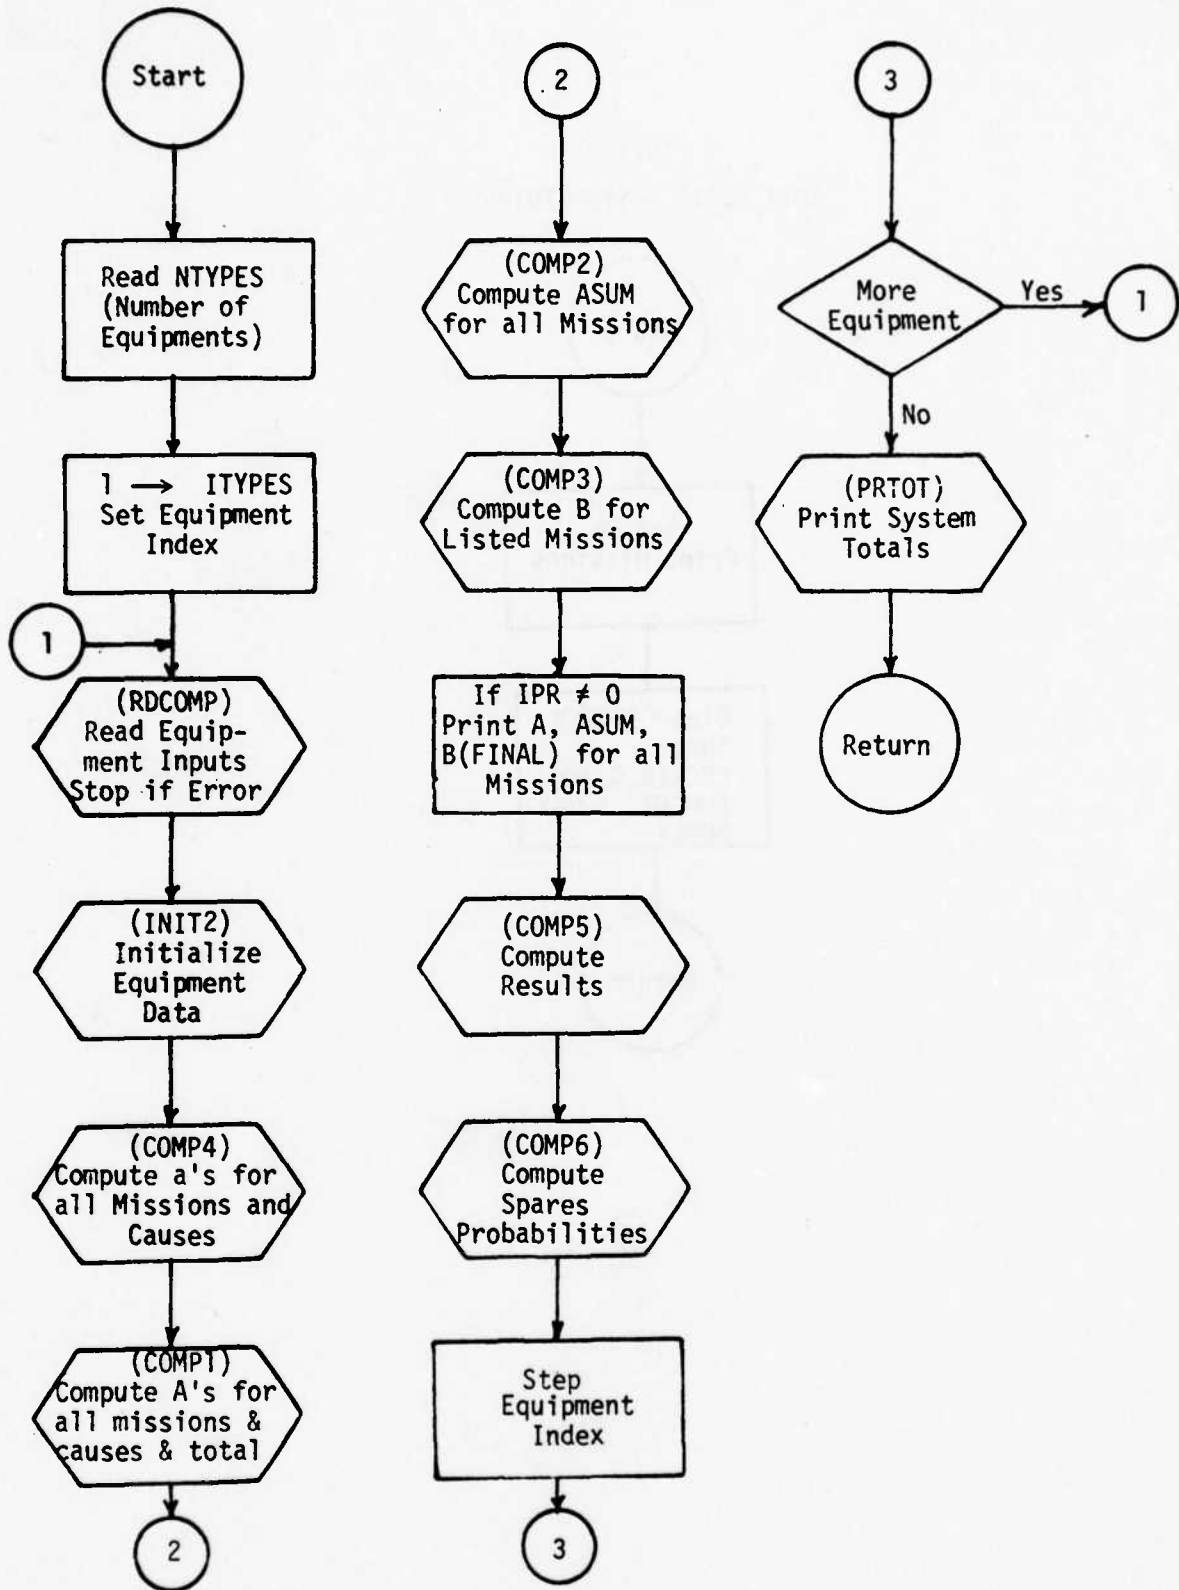 Start
Read NTYPES
(Number of
Equipments)
1 → ITYPES
Set Equipment
Index
1
(RDCOMP)
Read Equip-
ment Inputs
Stop if Error
(INIT2)
Initialize
Equipment
Data
(COMP4)
Compute a's for
all Missions and
Causes
(COMP1)
Compute A's for
all missions &
causes & total
2
2
(COMP2)
Compute ASUM
for all Missions
(COMP3)
Compute B for
Listed Missions
If IPR ≠ 0
Print A, ASUM,
B(FINAL) for all
Missions
(COMP5)
Compute
Results
(COMP6)
Compute
Spares
Probabilities
Step
Equipment
Index
3
3
More
Equipment
Yes
1
No
(PRTOT)
Print System
Totals
Return